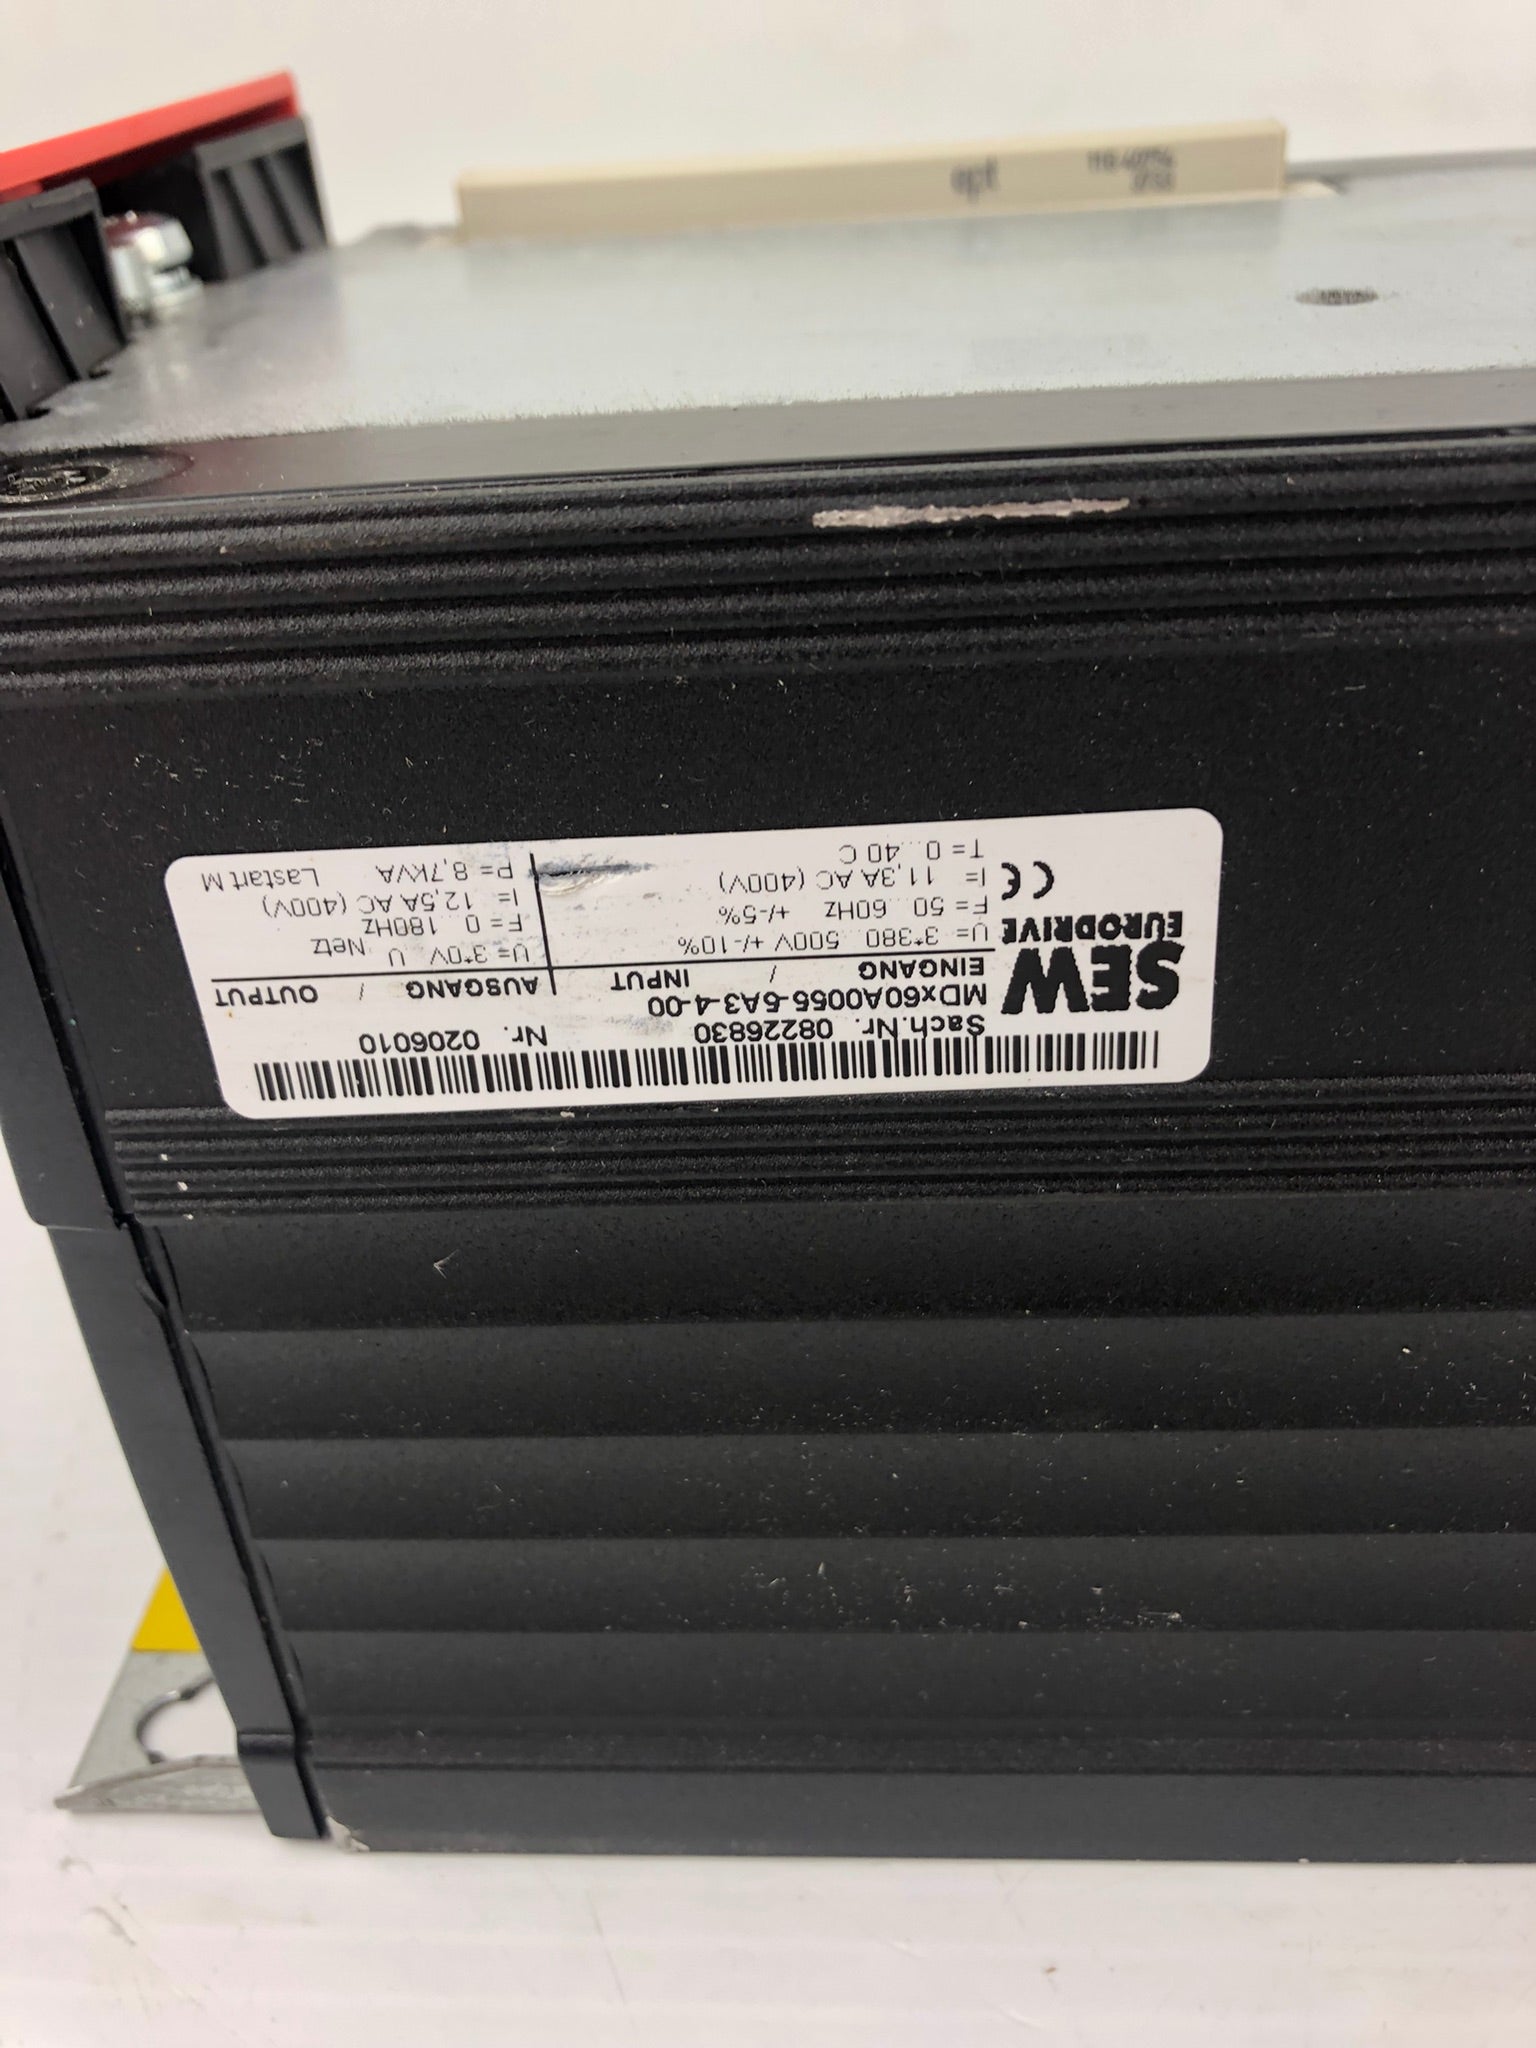 Sach.Nr. 08226830 Nr. 0206010
MDx60A0055-5A3-4-00
SEW
EURODRIVE
CE
EINGANG / INPUT
U= 3*380...500V +/-10%
F= 50...60Hz +/-5%
I= 11,3A AC (400V)
T= 0...40 C
AUSGANG / OUTPUT
U= 3*0V...U Netz
F= 0...180Hz
I= 12,5A AC (400V)
P= 8,7KVA Lastart M
ept